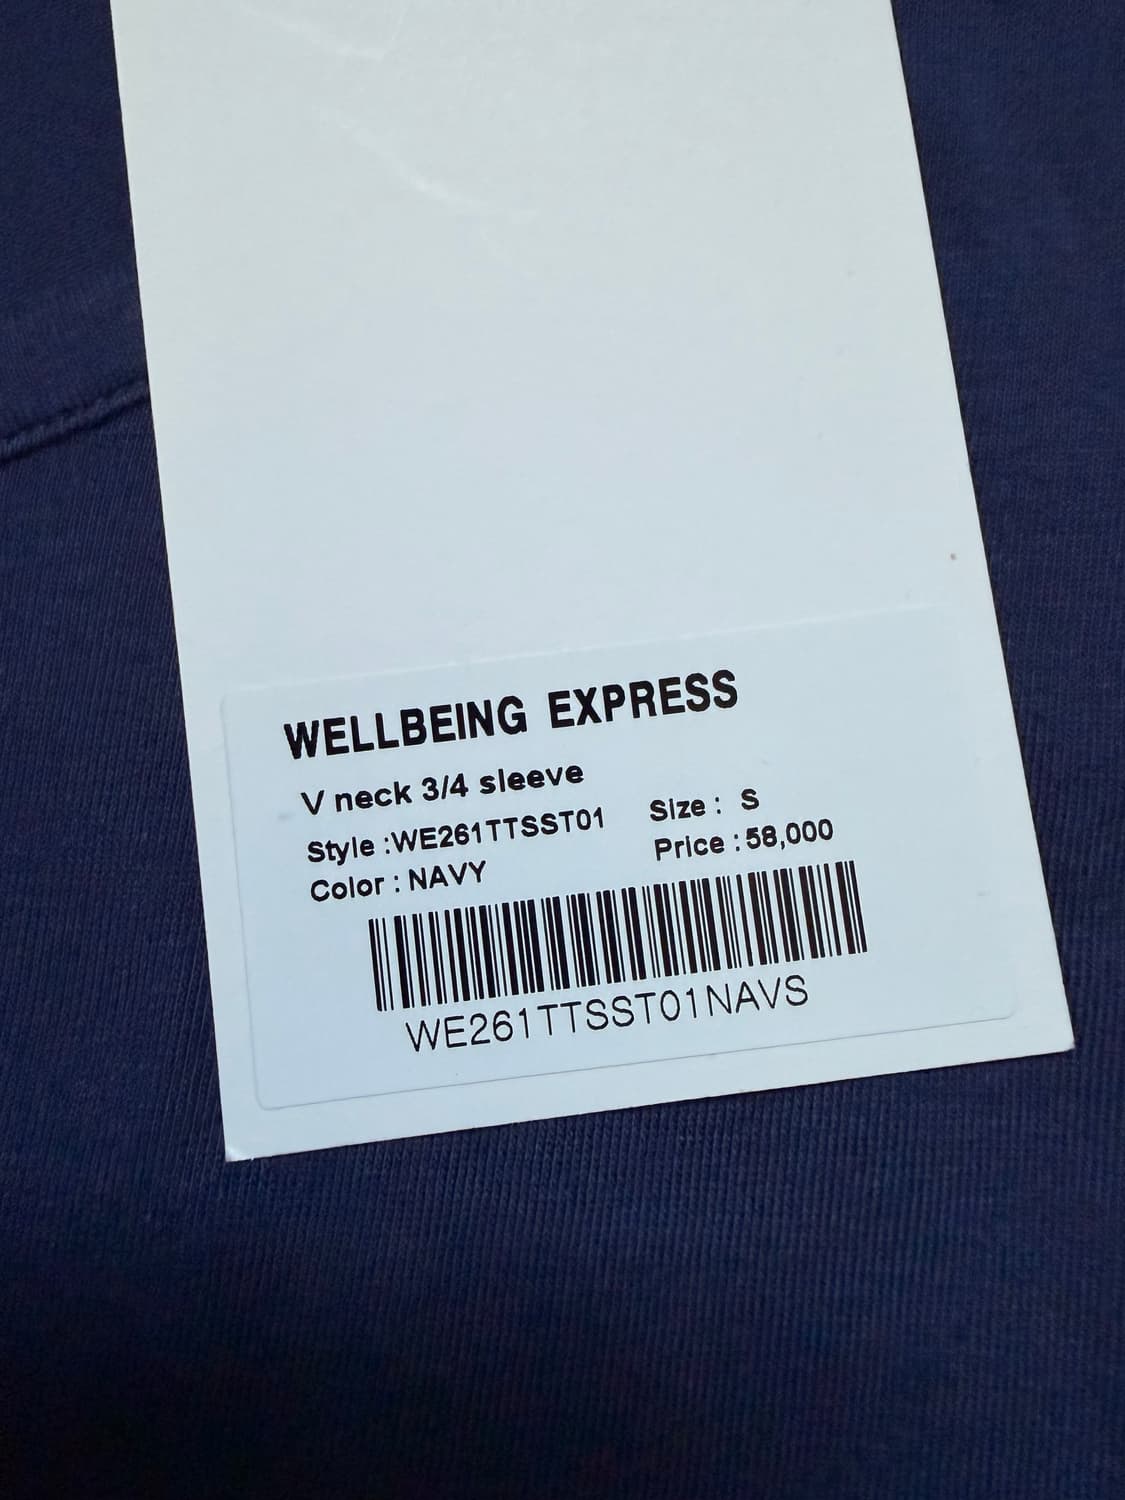 WELLBEING EXPRESS
V neck 3/4 sleeve
Style :WE261TTSST01 Size : S
Color : NAVY Price : 58,000
WE261TTSST01NAVS